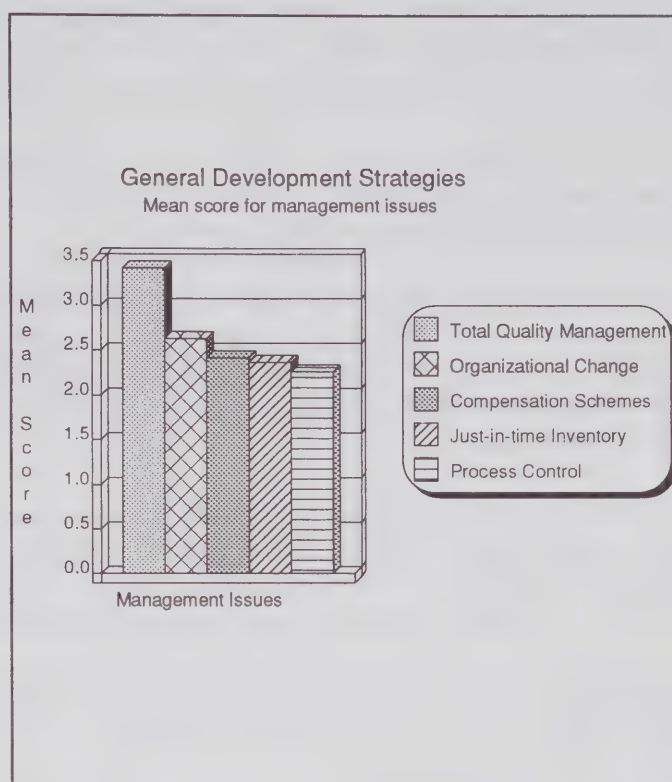 General Development Strategies
Mean score for management issues
3.5
3.0
2.5
2.0
1.5
1.0
0.5
0.0
Mean Score
Management Issues
Total Quality Management
Organizational Change
Compensation Schemes
Just-in-time Inventory
Process Control